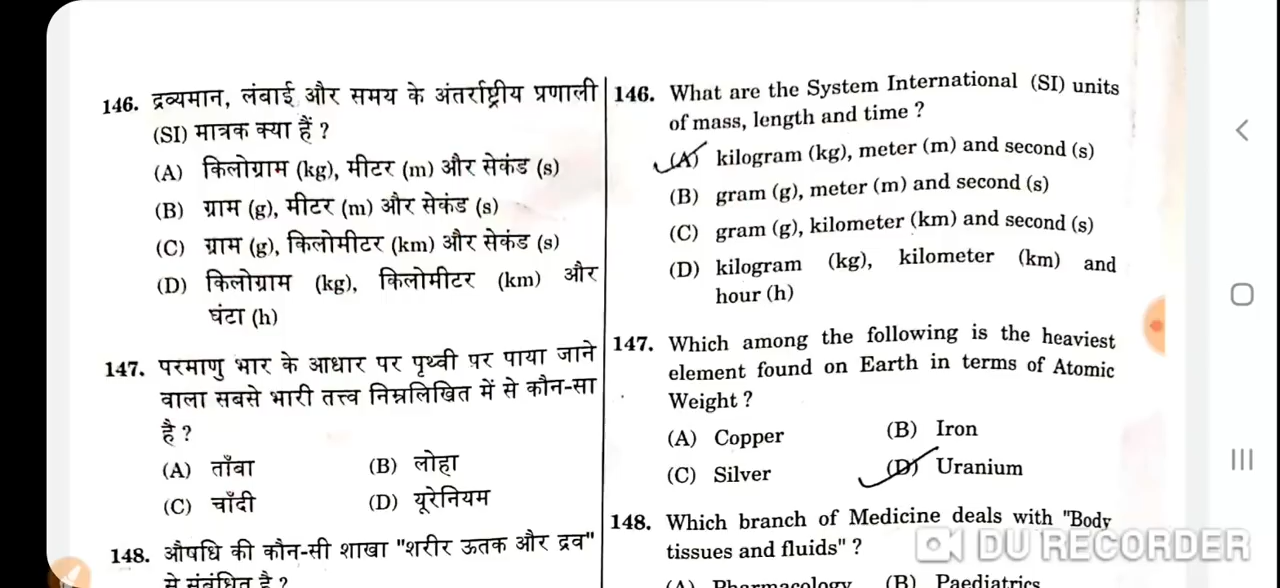 146. द्रव्यमान, लंबाई और समय के अंतर्राष्ट्रीय प्रणाली
(SI) मात्रक क्या हैं ?
(A) किलोग्राम (kg), मीटर (m) और सेकंड (s)
(B) ग्राम (g), मीटर (m) और सेकंड (s)
(C) ग्राम (g), किलोमीटर (km) और सेकंड (s)
(D) किलोग्राम (kg), किलोमीटर (km) और
घंटा (h)
147. परमाणु भार के आधार पर पृथ्वी पर पाया जाने
वाला सबसे भारी तत्त्व निम्नलिखित में से कौन-सा
है ?
(A) ताँबा (B) लोहा
(C) चाँदी (D) यूरेनियम
148. औषधि की कौन-सी शाखा "शरीर ऊतक और द्रव"
से संबंधित है ?
146. What are the System International (SI) units
of mass, length and time ?
(A) kilogram (kg), meter (m) and second (s)
(B) gram (g), meter (m) and second (s)
(C) gram (g), kilometer (km) and second (s)
(D) kilogram (kg), kilometer (km) and
hour (h)
147. Which among the following is the heaviest
element found on Earth in terms of Atomic
Weight ?
(A) Copper (B) Iron
(C) Silver (D) Uranium
148. Which branch of Medicine deals with "Body
tissues and fluids" ?
(A) Pharmacology (B) Paediatrics
DU RECORDER